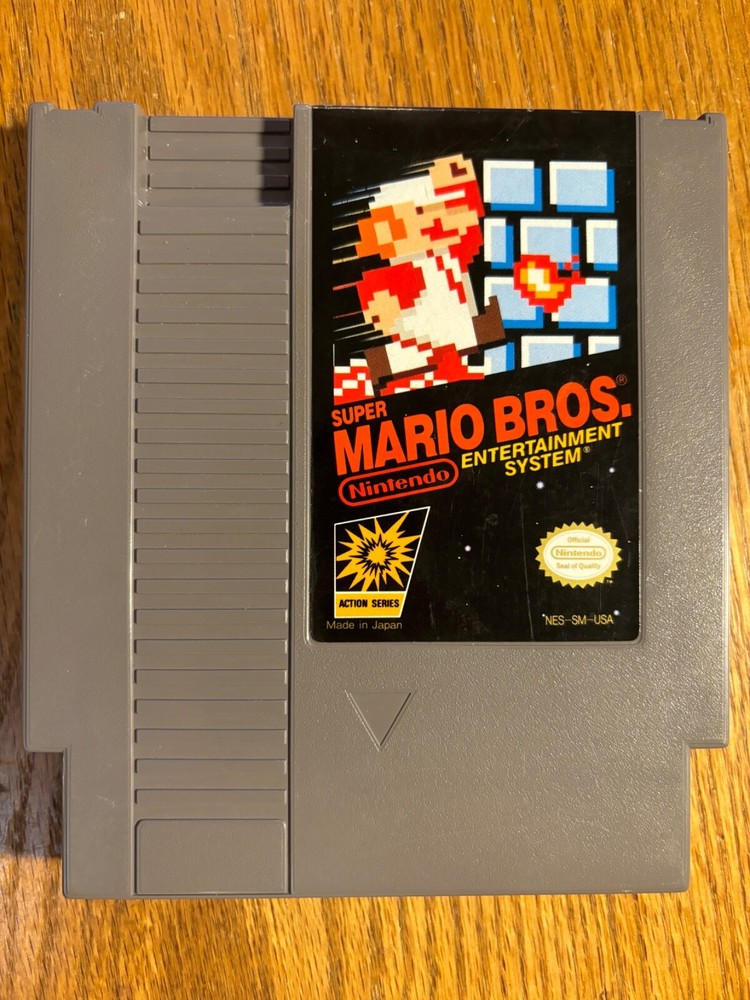 SUPER
MARIO BROS.®
Nintendo
ENTERTAINMENT
SYSTEM®
ACTION SERIES
Official
Nintendo
Seal of Quality
Made in Japan
NES-SM-USA